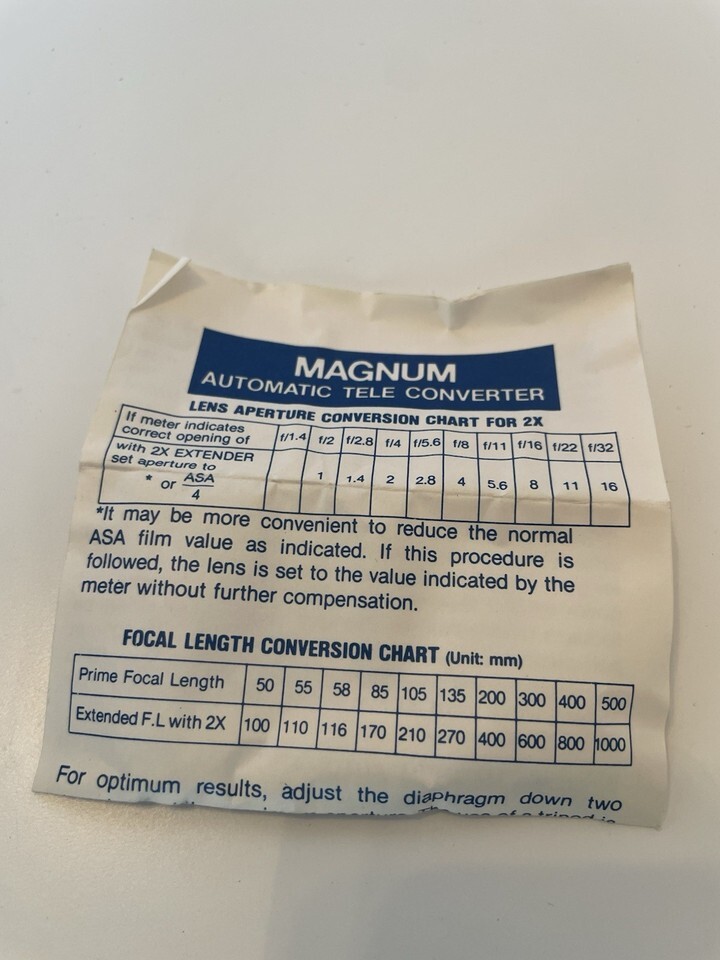 MAGNUM
AUTOMATIC TELE CONVERTER
LENS APERTURE CONVERSION CHART FOR 2X
If meter indicates correct opening of f/1.4 f/2 f/2.8 f/4 f/5.6 f/8 f/11 f/16 f/22 f/32
with 2X EXTENDER set aperture to * or ASA/4 1 1.4 2 2.8 4 5.6 8 11 16
*It may be more convenient to reduce the normal
ASA film value as indicated. If this procedure is
followed, the lens is set to the value indicated by the
meter without further compensation.
FOCAL LENGTH CONVERSION CHART (Unit: mm)
Prime Focal Length 50 55 58 85 105 135 200 300 400 500
Extended F.L with 2X 100 110 116 170 210 270 400 600 800 1000
For optimum results, adjust the diaphragm down two
aperture. The use of a tripod is